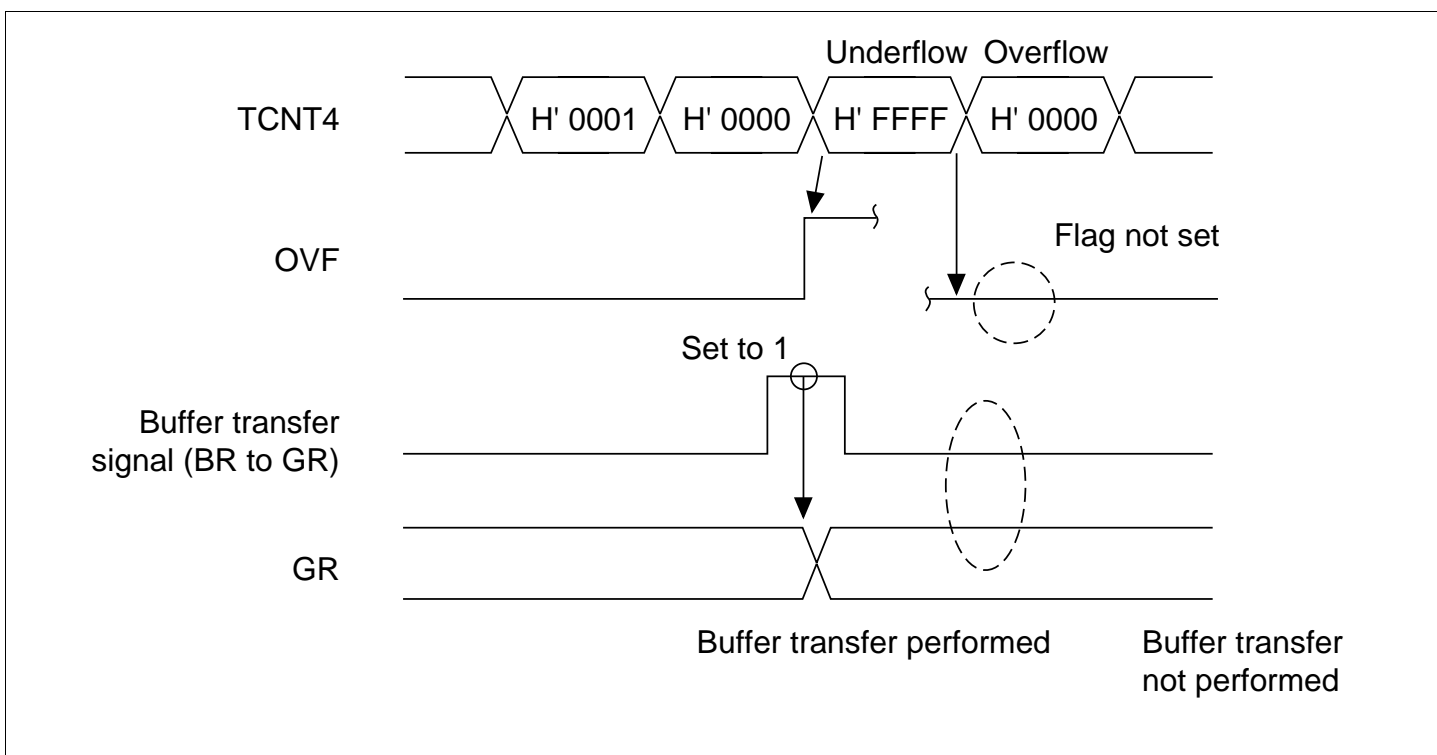 Underflow Overflow
TCNT4
H' 0001 H' 0000 H' FFFF H' 0000
OVF
Flag not set
Set to 1
Buffer transfer
signal (BR to GR)
GR
Buffer transfer performed
Buffer transfer
not performed